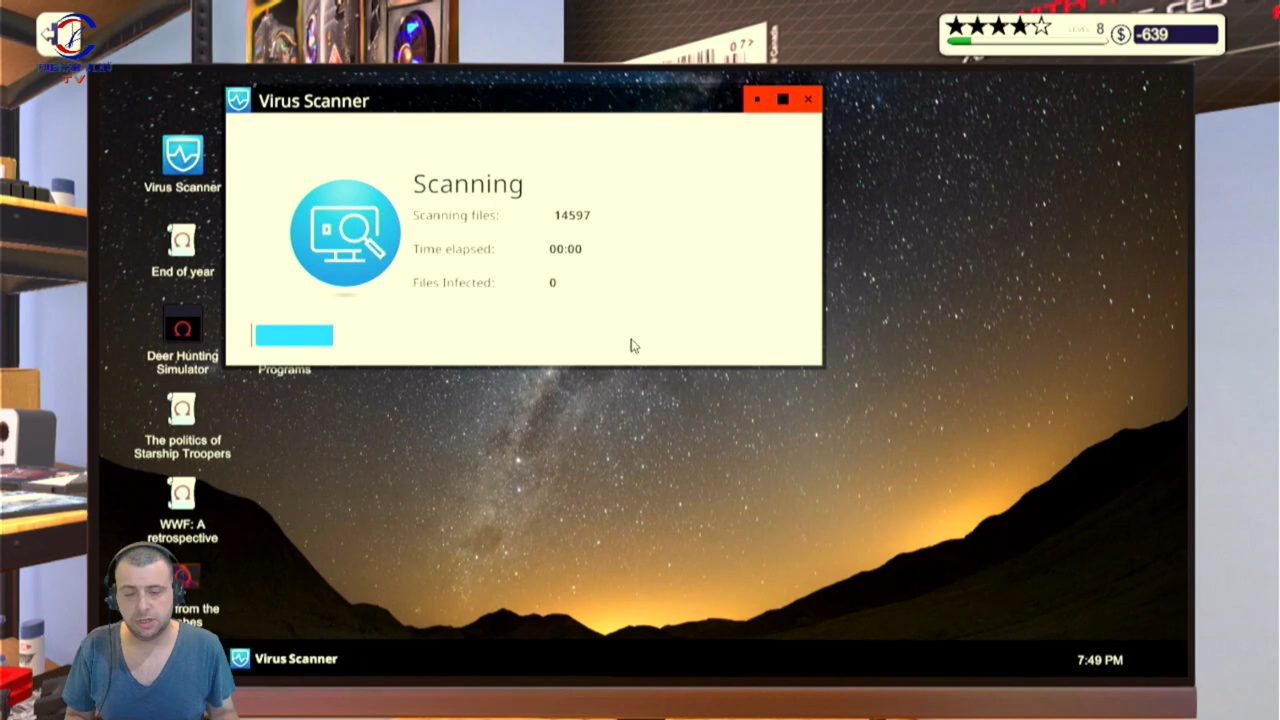 TV
077
LEVEL 8
$ -639
Virus Scanner
Virus Scanner
Scanning
Scanning files: 14597
Time elapsed: 00:00
Files Infected: 0
End of year
Deer Hunting
Simulator
Programs
The politics of
Starship Troopers
WWF: A
retrospective
from the
Virus Scanner
7:49 PM